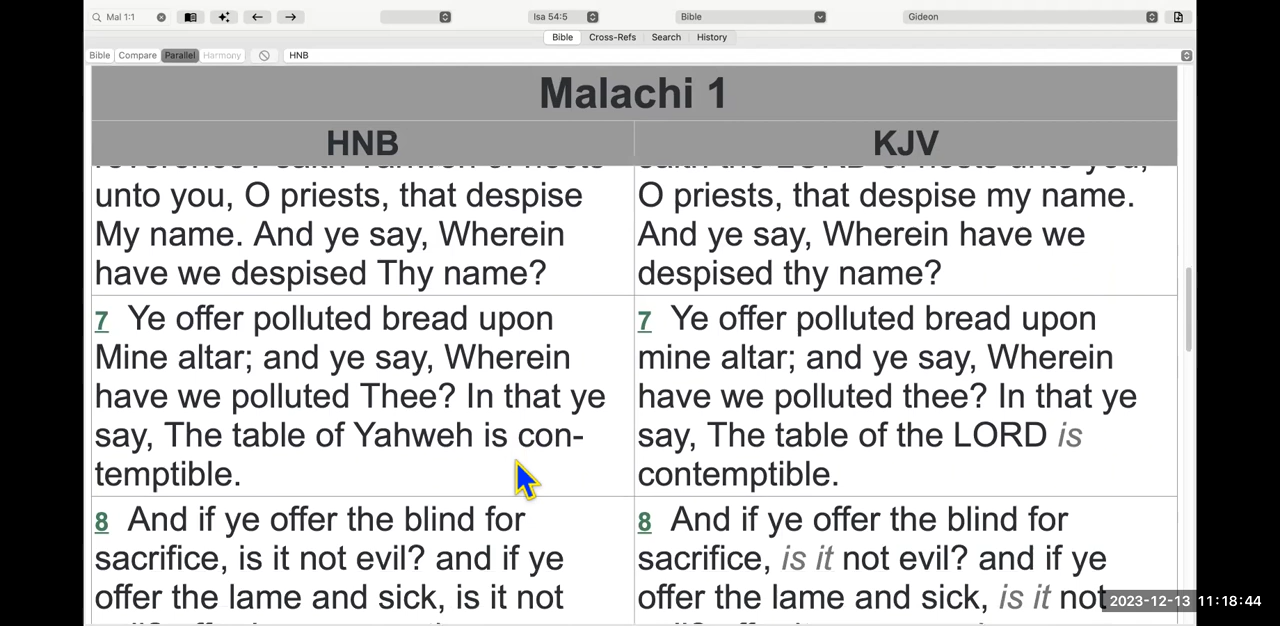 Mal 1:1
Isa 54:5
Bible
Gideon
Bible
Cross-Refs
Search
History
Bible
Compare
Parallel
Harmony
HNB
Malachi 1
HNB
KJV
unto you, O priests, that despise
My name. And ye say, Wherein
have we despised Thy name?
7 Ye offer polluted bread upon
Mine altar; and ye say, Wherein
have we polluted Thee? In that ye
say, The table of Yahweh is con-
temptible.
8 And if ye offer the blind for
sacrifice, is it not evil? and if ye
offer the lame and sick, is it not
saith the LORD of hosts unto you,
O priests, that despise my name.
And ye say, Wherein have we
despised thy name?
7 Ye offer polluted bread upon
mine altar; and ye say, Wherein
have we polluted thee? In that ye
say, The table of the LORD is
contemptible.
8 And if ye offer the blind for
sacrifice, is it not evil? and if ye
offer the lame and sick, is it not
2023-12-13 11:18:44